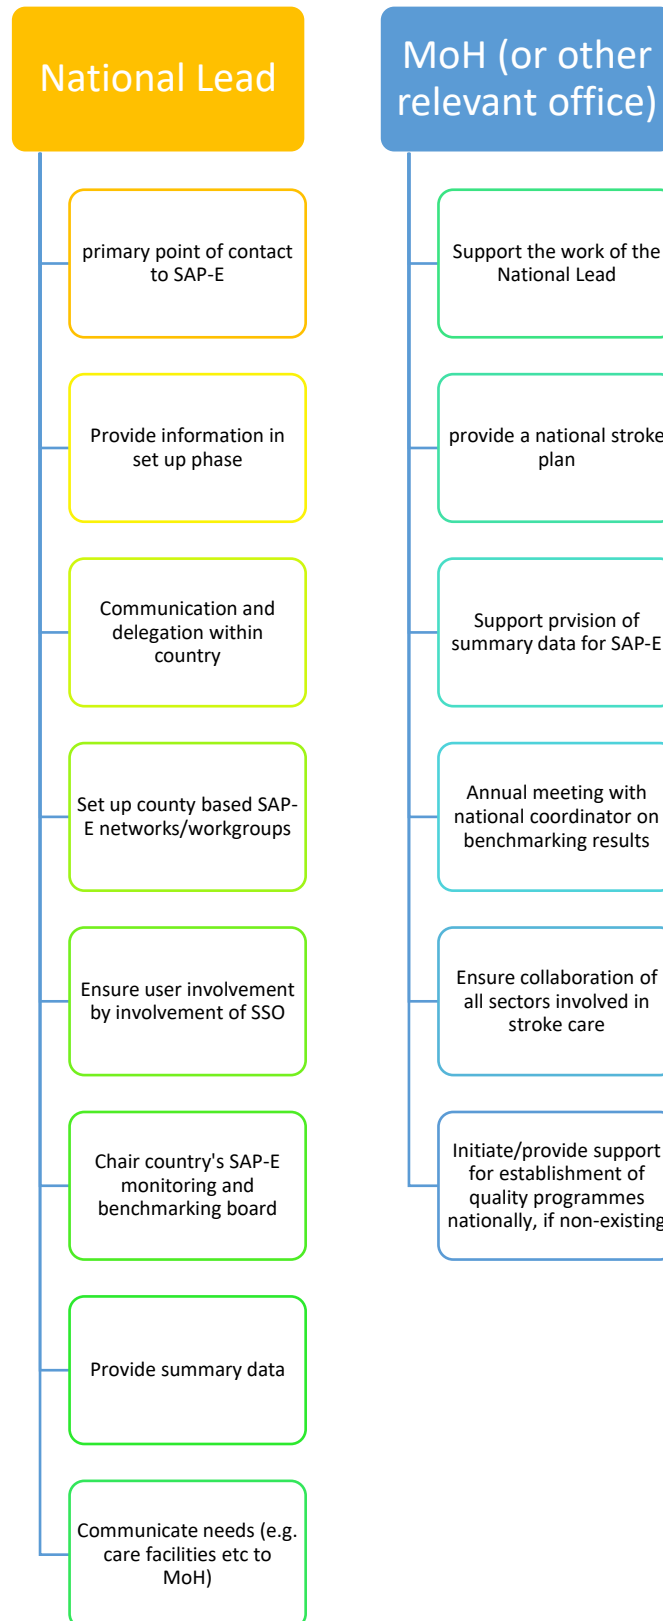 National Lead
primary point of contact
to SAP-E
Provide information in
set up phase
Communication and
delegation within
country
Set up county based SAP-
E networks/workgroups
Ensure user involvement
by involvement of SSO
Chair country's SAP-E
monitoring and
benchmarking board
Provide summary data
Communicate needs (e.g.
care facilities etc to
MoH)
MoH (or other
relevant office)
Support the work of the
National Lead
provide a national stroke
plan
Support prvision of
summary data for SAP-E
Annual meeting with
national coordinator on
benchmarking results
Ensure collaboration of
all sectors involved in
stroke care
Initiate/provide support
for establishment of
quality programmes
nationally, if non-existing